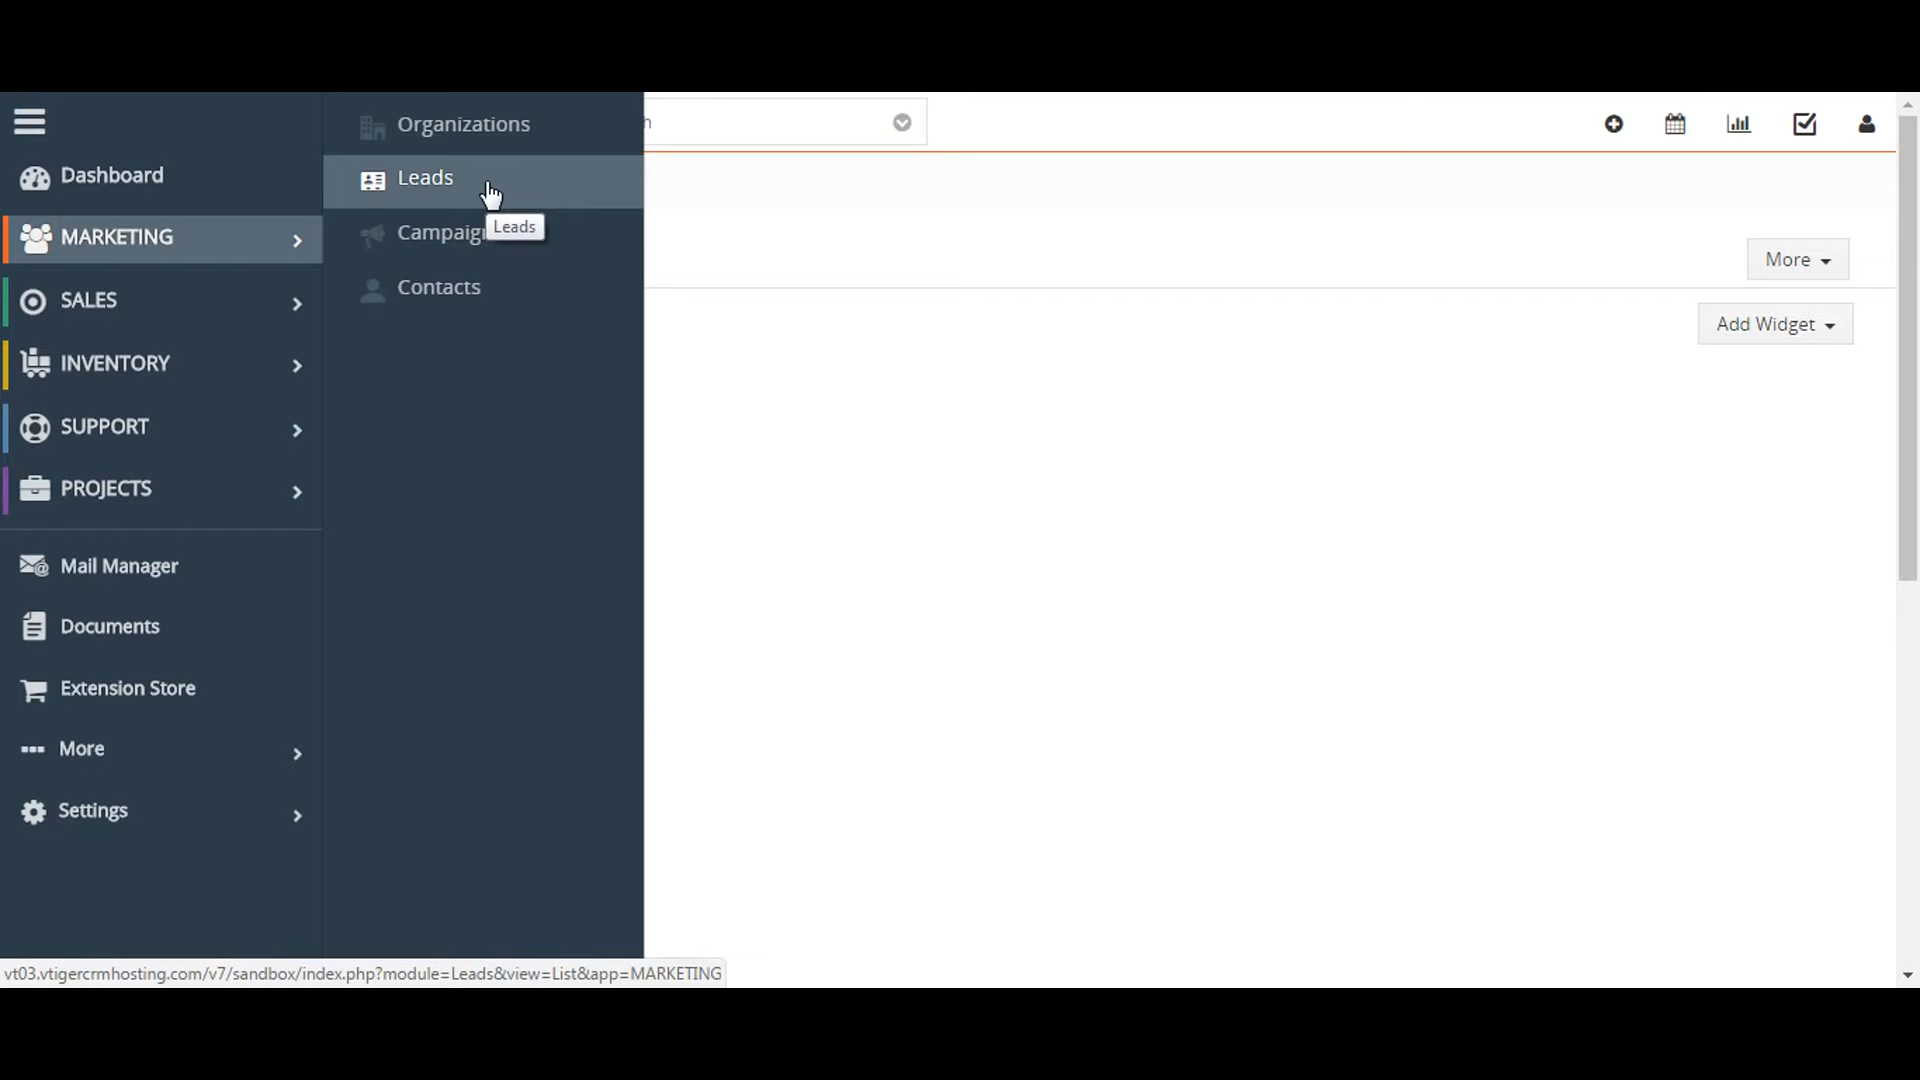 Dashboard
MARKETING
SALES
INVENTORY
SUPPORT
PROJECTS
Mail Manager
Documents
Extension Store
More
Settings
Organizations
Leads
Leads
Contacts
h
More
Add Widget
vt03.vtigercrmhosting.com/v7/sandbox/index.php?module=Leads&view=List&app=MARKETING